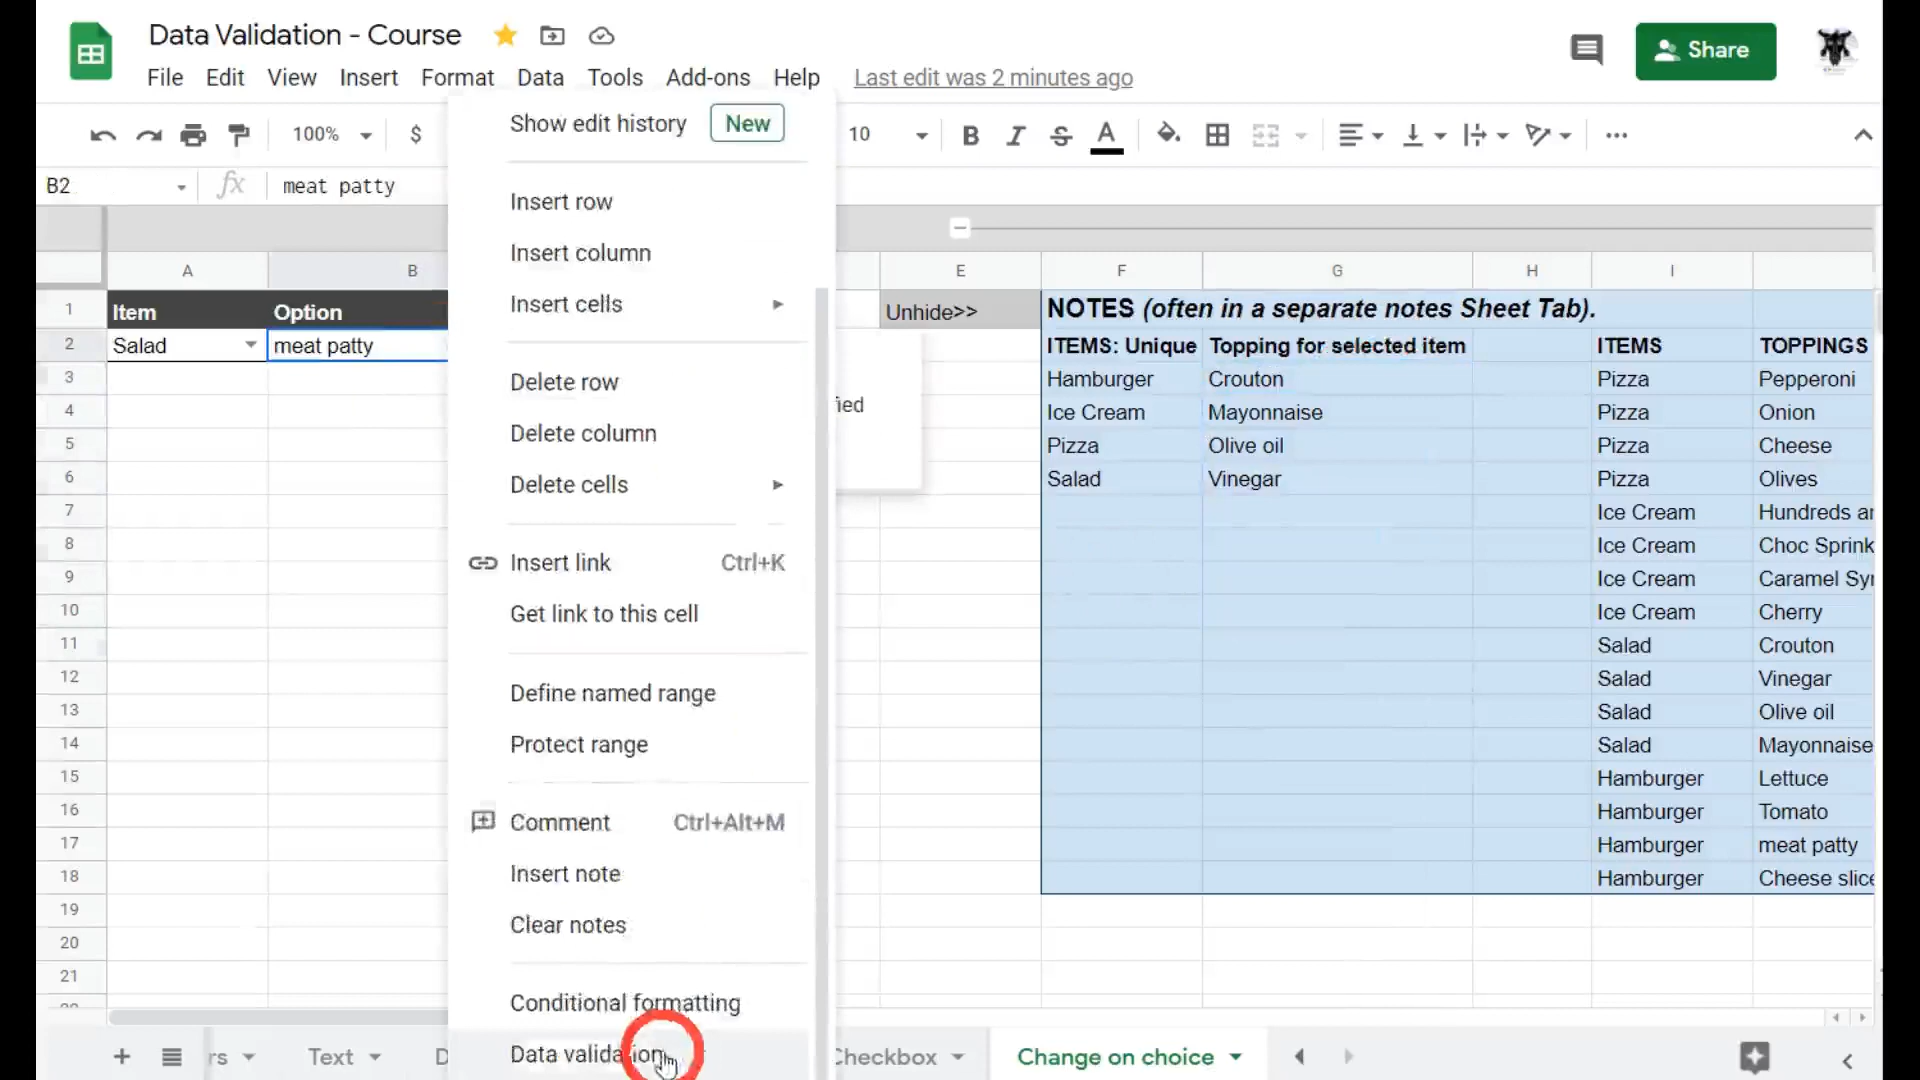 Data Validation - Course
File Edit View Insert Format Data Tools Add-ons Help Last edit was 2 minutes ago
Share
100% $ 10 B I S A
B2 fx meat patty
Show edit history New
Insert row
Insert column
Insert cells
Delete row
Delete column
Delete cells
Insert link Ctrl+K
Get link to this cell
Define named range
Protect range
Comment Ctrl+Alt+M
Insert note
Clear notes
Conditional formatting
Data validation
A B E F G H I
1 Item Option Unhide>> NOTES (often in a separate notes Sheet Tab).
2 Salad meat patty ITEMS: Unique Topping for selected item ITEMS TOPPINGS
3 Hamburger Crouton Pizza Pepperoni
4 Ice Cream Mayonnaise Pizza Onion
5 Pizza Olive oil Pizza Cheese
6 Salad Vinegar Pizza Olives
7 Ice Cream Hundreds
8 Ice Cream Choc Sprink
9 Ice Cream Caramel
10 Ice Cream Cherry
11 Salad Crouton
12 Salad Vinegar
13 Salad Olive oil
14 Salad Mayonnaise
15 Hamburger Lettuce
16 Hamburger Tomato
17 Hamburger meat patty
18 Hamburger Cheese
19
20
21
Text Checkbox Change on choice